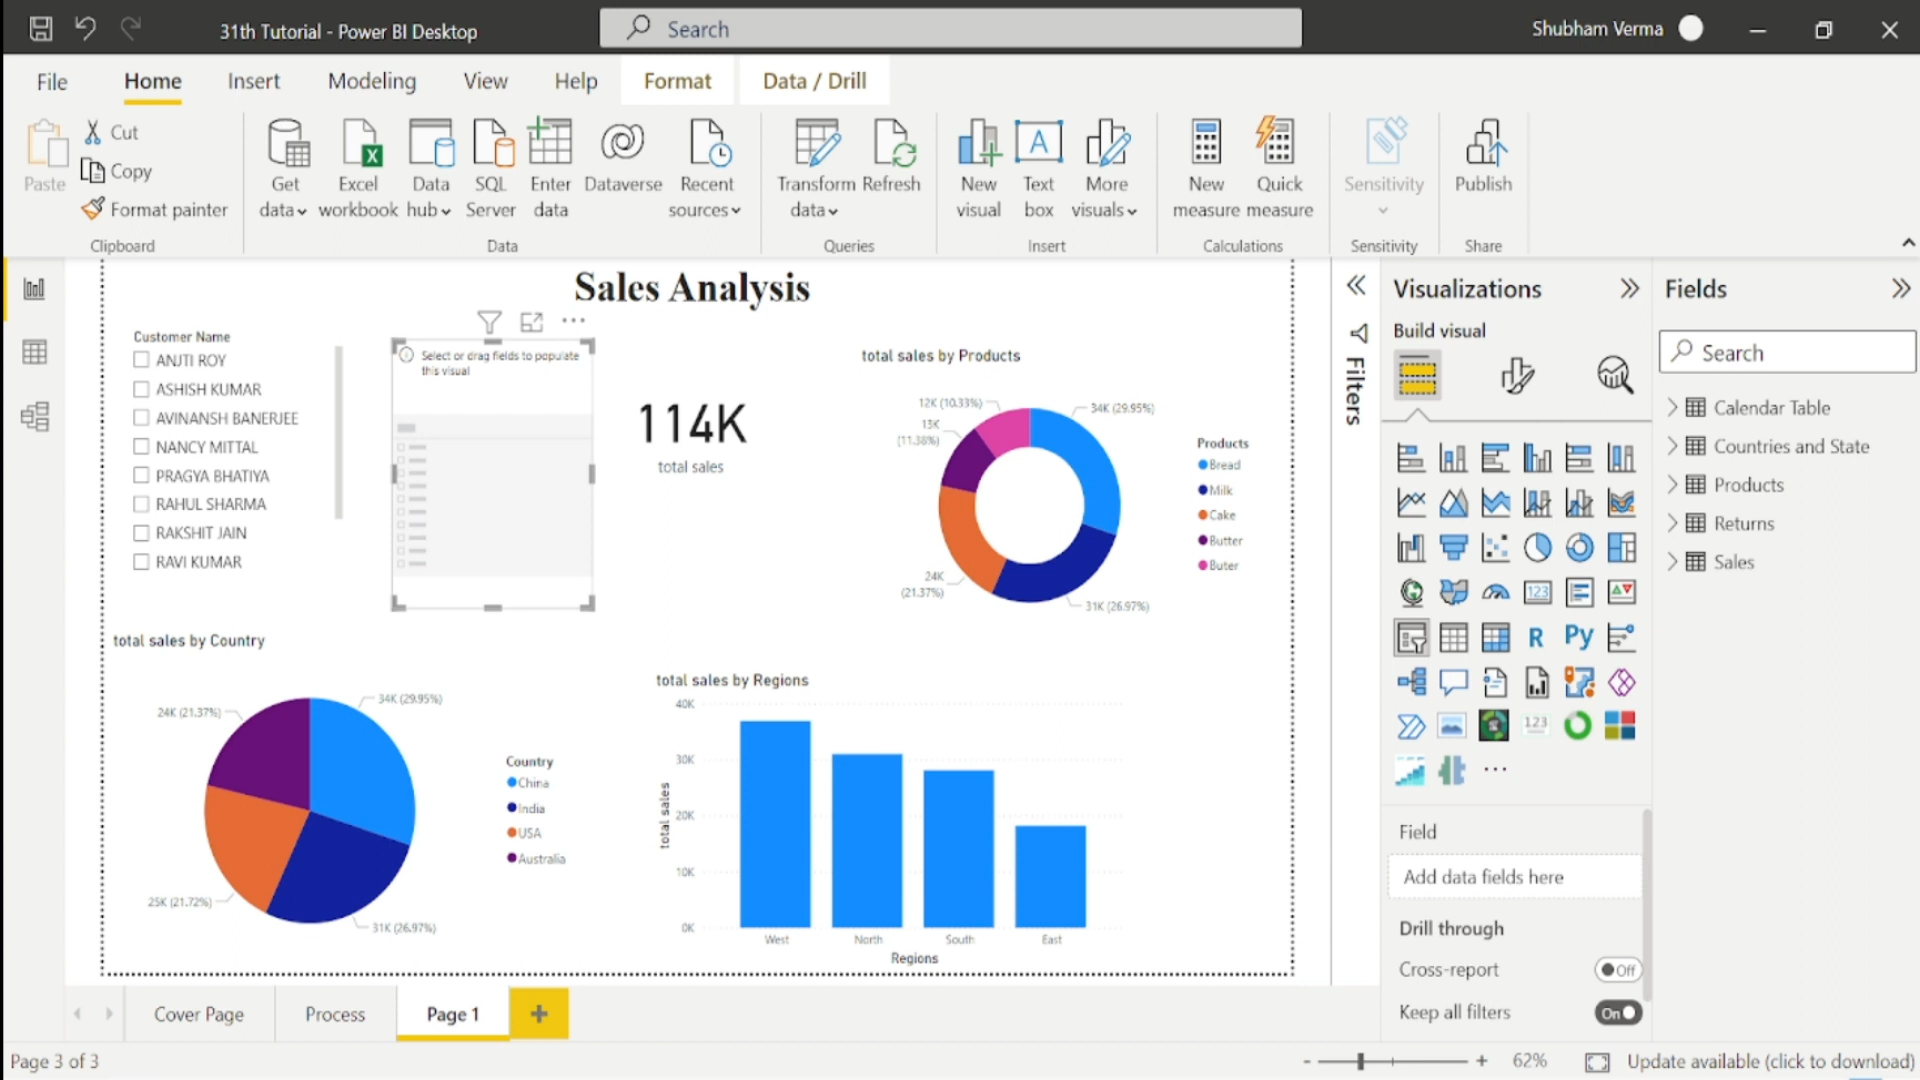 31th Tutorial - Power BI Desktop
Search
Shubham Verma
File Home Insert Modeling View Help Format Data / Drill
Paste
Cut
Copy
Format painter
Clipboard
Get data
Excel workbook
Data hub
SQL Server
Enter data
Dataverse
Recent sources
Data
Transform data
Refresh
Queries
New visual
Text box
More visuals
Insert
New measure
Quick measure
Calculations
Sensitivity
Sensitivity
Publish
Share
Sales Analysis
Customer Name
ANJTI ROY
ASHISH KUMAR
AVINANSH BANERJEE
NANCY MITTAL
PRAGYA BHATIYA
RAHUL SHARMA
RAKSHIT JAIN
RAVI KUMAR
Select or drag fields to populate
this visual
114K
total sales
total sales by Products
12K (10.33%)
34K (29.95%)
13K
(11.38%)
24K
(21.37%)
31K (26.97%)
Products
Bread
Milk
Cake
Butter
Buter
total sales by Country
24K (21.37%)
34K (29.95%)
25K (21.72%)
31K (26.97%)
Country
China
India
USA
Australia
total sales by Regions
40K
30K
20K
10K
0K
total sales
West North South East
Regions
Filters
Visualizations
Build visual
123
R
Py
123
Field
Add data fields here
Drill through
Cross-report
Off
Keep all filters
On
Fields
Search
Calendar Table
Countries and State
Products
Returns
Sales
Cover Page Process Page 1 +
Page 3 of 3
- + 62%
Update available (click to download)